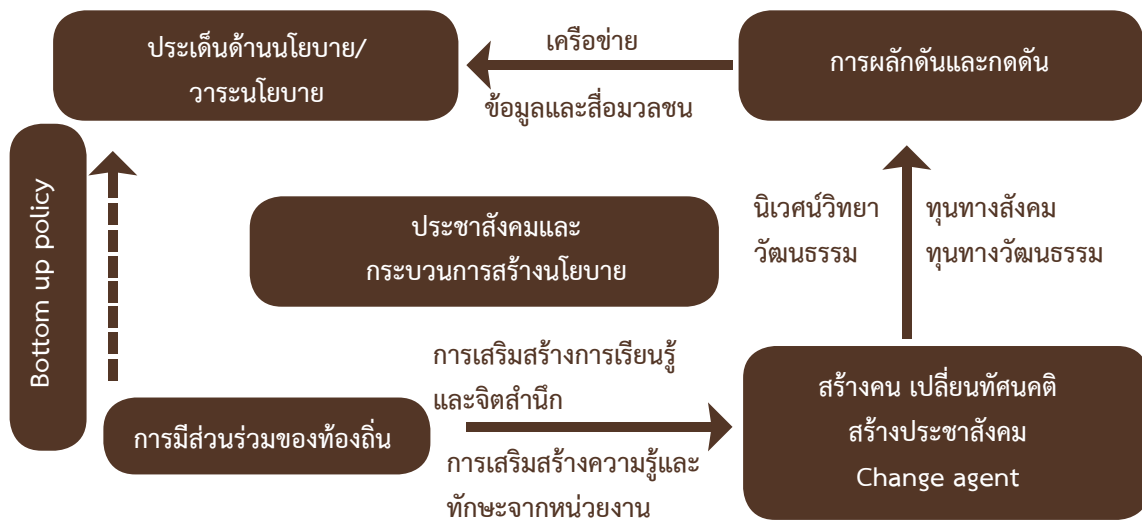 ประเด็นด้านนโยบาย/
วาระนโยบาย
เครือข่าย
ข้อมูลและสื่อมวลชน
การผลักดันและกดดัน
Bottom up policy
ประชาสังคมและ
กระบวนการสร้างนโยบาย
นิเวศน์วิทยา
วัฒนธรรม
ทุนทางสังคม
ทุนทางวัฒนธรรม
การมีส่วนร่วมของท้องถิ่น
การเสริมสร้างการเรียนรู้
และจิตสำนึก
การเสริมสร้างความรู้และ
ทักษะจากหน่วยงาน
สร้างคน เปลี่ยนทัศนคติ
สร้างประชาสังคม
Change agent